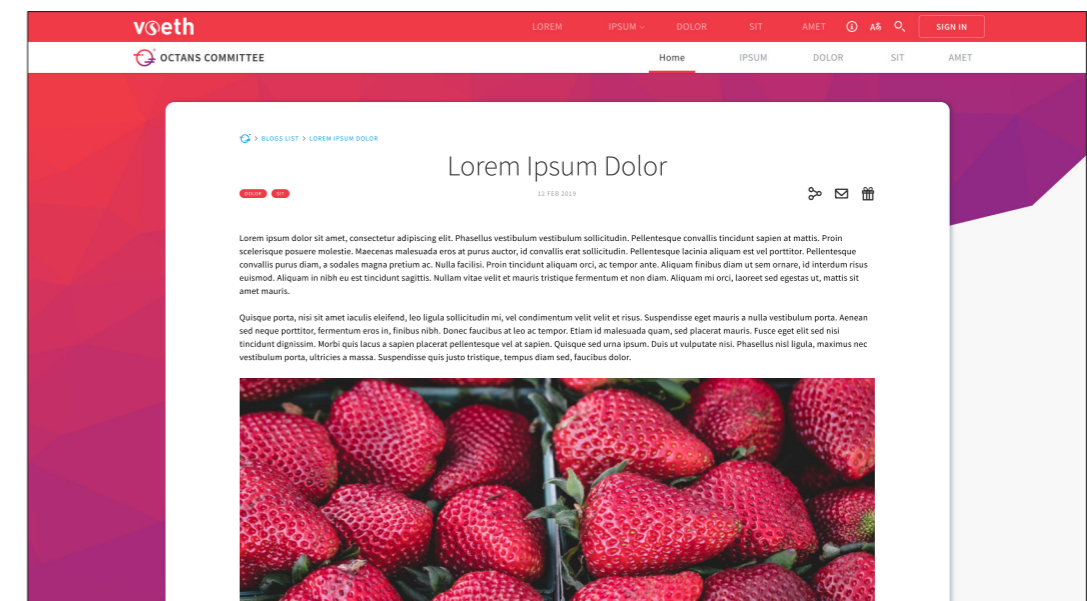 vseth
LOREM IPSUM DOLOR SIT AMET SIGN IN
OCTANS COMMITTEE
Home IPSUM DOLOR SIT AMET
> BLOGS LIST > LOREM IPSUM DOLOR
Lorem Ipsum Dolor
DOLOR SIT
12 FEB 2019
Lorem ipsum dolor sit amet, consectetur adipiscing elit. Phasellus vestibulum vestibulum sollicitudin. Pellentesque convallis tincidunt sapien at mattis. Proin
scelerisque posuere molestie. Maecenas malesuada eros at purus auctor, id convallis erat sollicitudin. Pellentesque lacinia aliquam est vel porttitor. Pellentesque
convallis purus diam, a sodales magna pretium ac. Nulla facilisi. Proin tincidunt aliquam orci, ac tempor ante. Aliquam finibus diam ut sem ornare, id interdum risus
euismod. Aliquam in nibh eu est tincidunt sagittis. Nullam vitae velit et mauris tristique fermentum et non diam. Aliquam mi orci, laoreet sed egestas ut, mattis sit
amet mauris.
Quisque porta, nisi sit amet iaculis eleifend, leo ligula sollicitudin mi, vel condimentum velit velit et risus. Suspendisse eget mauris a nulla vestibulum porta. Aenean
sed neque porttitor, fermentum eros in, finibus nibh. Donec faucibus at leo ac tempor. Etiam id malesuada quam, sed placerat mauris. Fusce eget elit sed nisi
tincidunt dignissim. Morbi quis lacus a sapien placerat pellentesque vel at sapien. Quisque sed urna ipsum. Duis ut vulputate nisi. Phasellus nisl ligula, maximus nec
vestibulum porta, ultricies a massa. Suspendisse quis justo tristique, tempus diam sed, faucibus dolor.